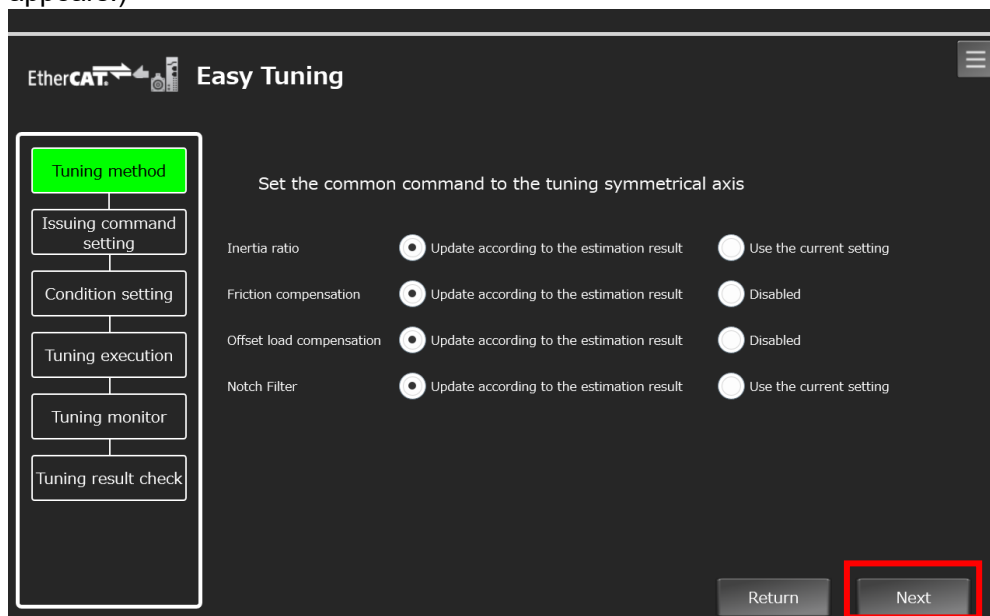 EtherCAT.
Easy Tuning
Tuning method
Issuing command
setting
Condition setting
Tuning execution
Tuning monitor
Tuning result check
Set the common command to the tuning symmetrical axis
Inertia ratio Update according to the estimation result Use the current setting
Friction compensation Update according to the estimation result Disabled
Offset load compensation Update according to the estimation result Disabled
Notch Filter Update according to the estimation result Use the current setting
Return Next